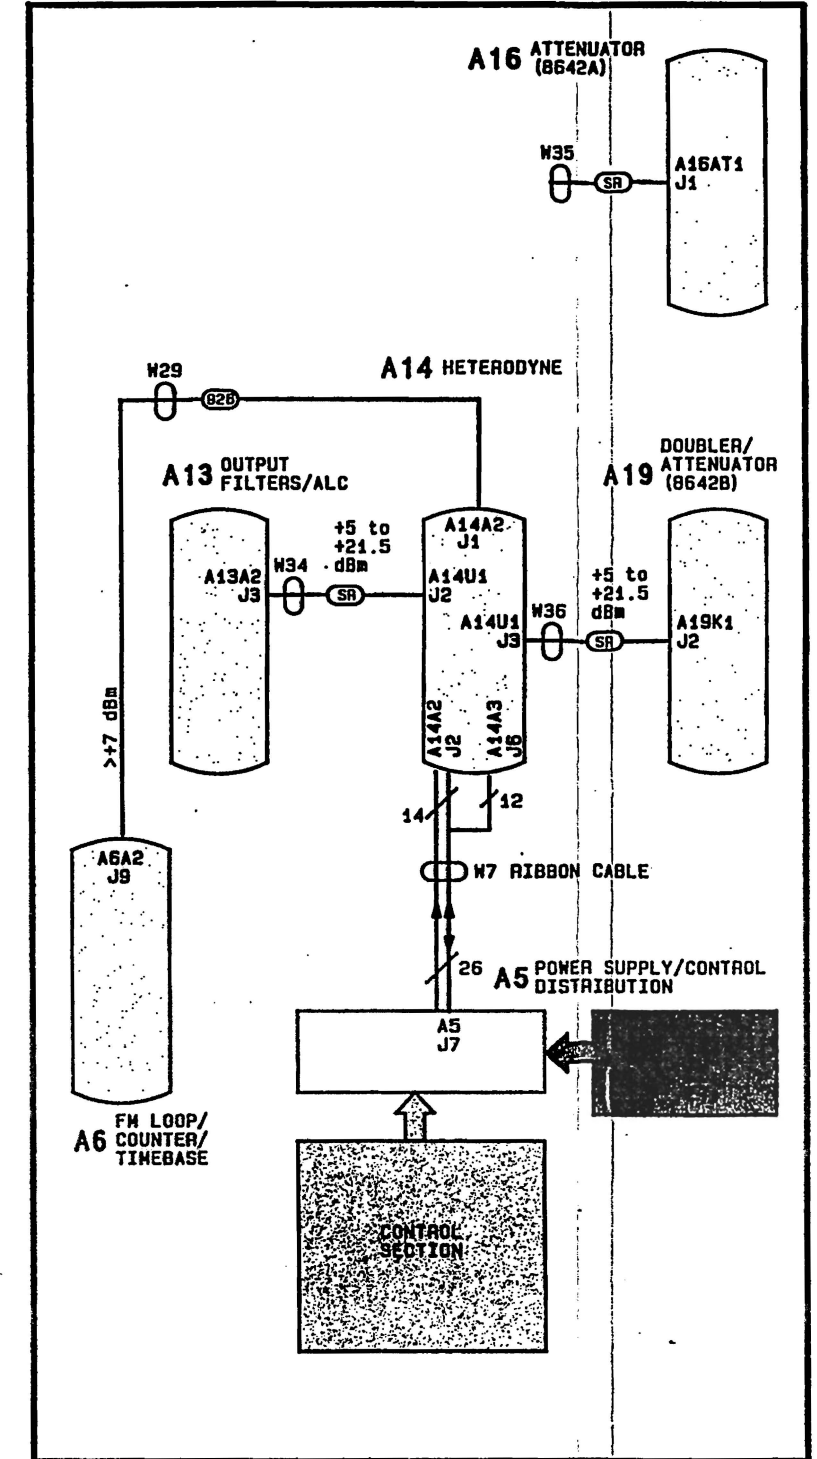 A16 ATTENUATOR
(8642A)
W35
SR
A16AT1
J1
W29
828
A14 HETERODYNE
A13 OUTPUT
FILTERS/ALC
DOUBLER/
A19 ATTENUATOR
(8642B)
A14A2
J1
+5 to
+21.5
dBm
W34
SR
A13A2
J3
A14U1
J2
A14U1
J3
W36
+5 to
+21.5
dBm
SR
A19K1
J2
>+7 dBm
A14A2
J2
A14A3
J6
14
12
W7 RIBBON CABLE
A6A2
J9
26
A5 POWER SUPPLY/CONTROL
DISTRIBUTION
A5
J7
FM LOOP/
A6 COUNTER/
TIMEBASE
CONTROL
SECTION